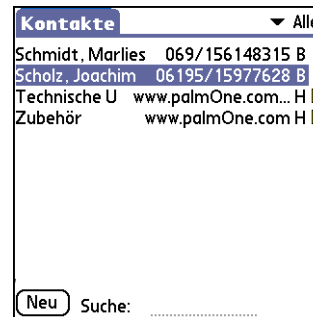 Kontakte Alle
Schmidt, Marlies 069/156148315 B
Scholz, Joachim 06195/15977628 B
Technische U www.palmOne.com... H
Zubehör www.palmOne.com H
Neu Suche: